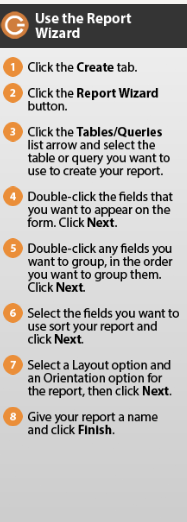 Use the Report
Wizard
1 Click the Create tab.
2 Click the Report Wizard
button.
3 Click the Tables/Queries
list arrow and select the
table or query you want to
use to create your report.
4 Double-click the fields that
you want to appear on the
form. Click Next.
5 Double-click any fields you
want to group, in the order
you want to group them.
Click Next.
6 Select the fields you want to
use sort your report and
click Next.
7 Select a Layout option and
an Orientation option for
the report, then click Next.
8 Give your report a name
and click Finish.